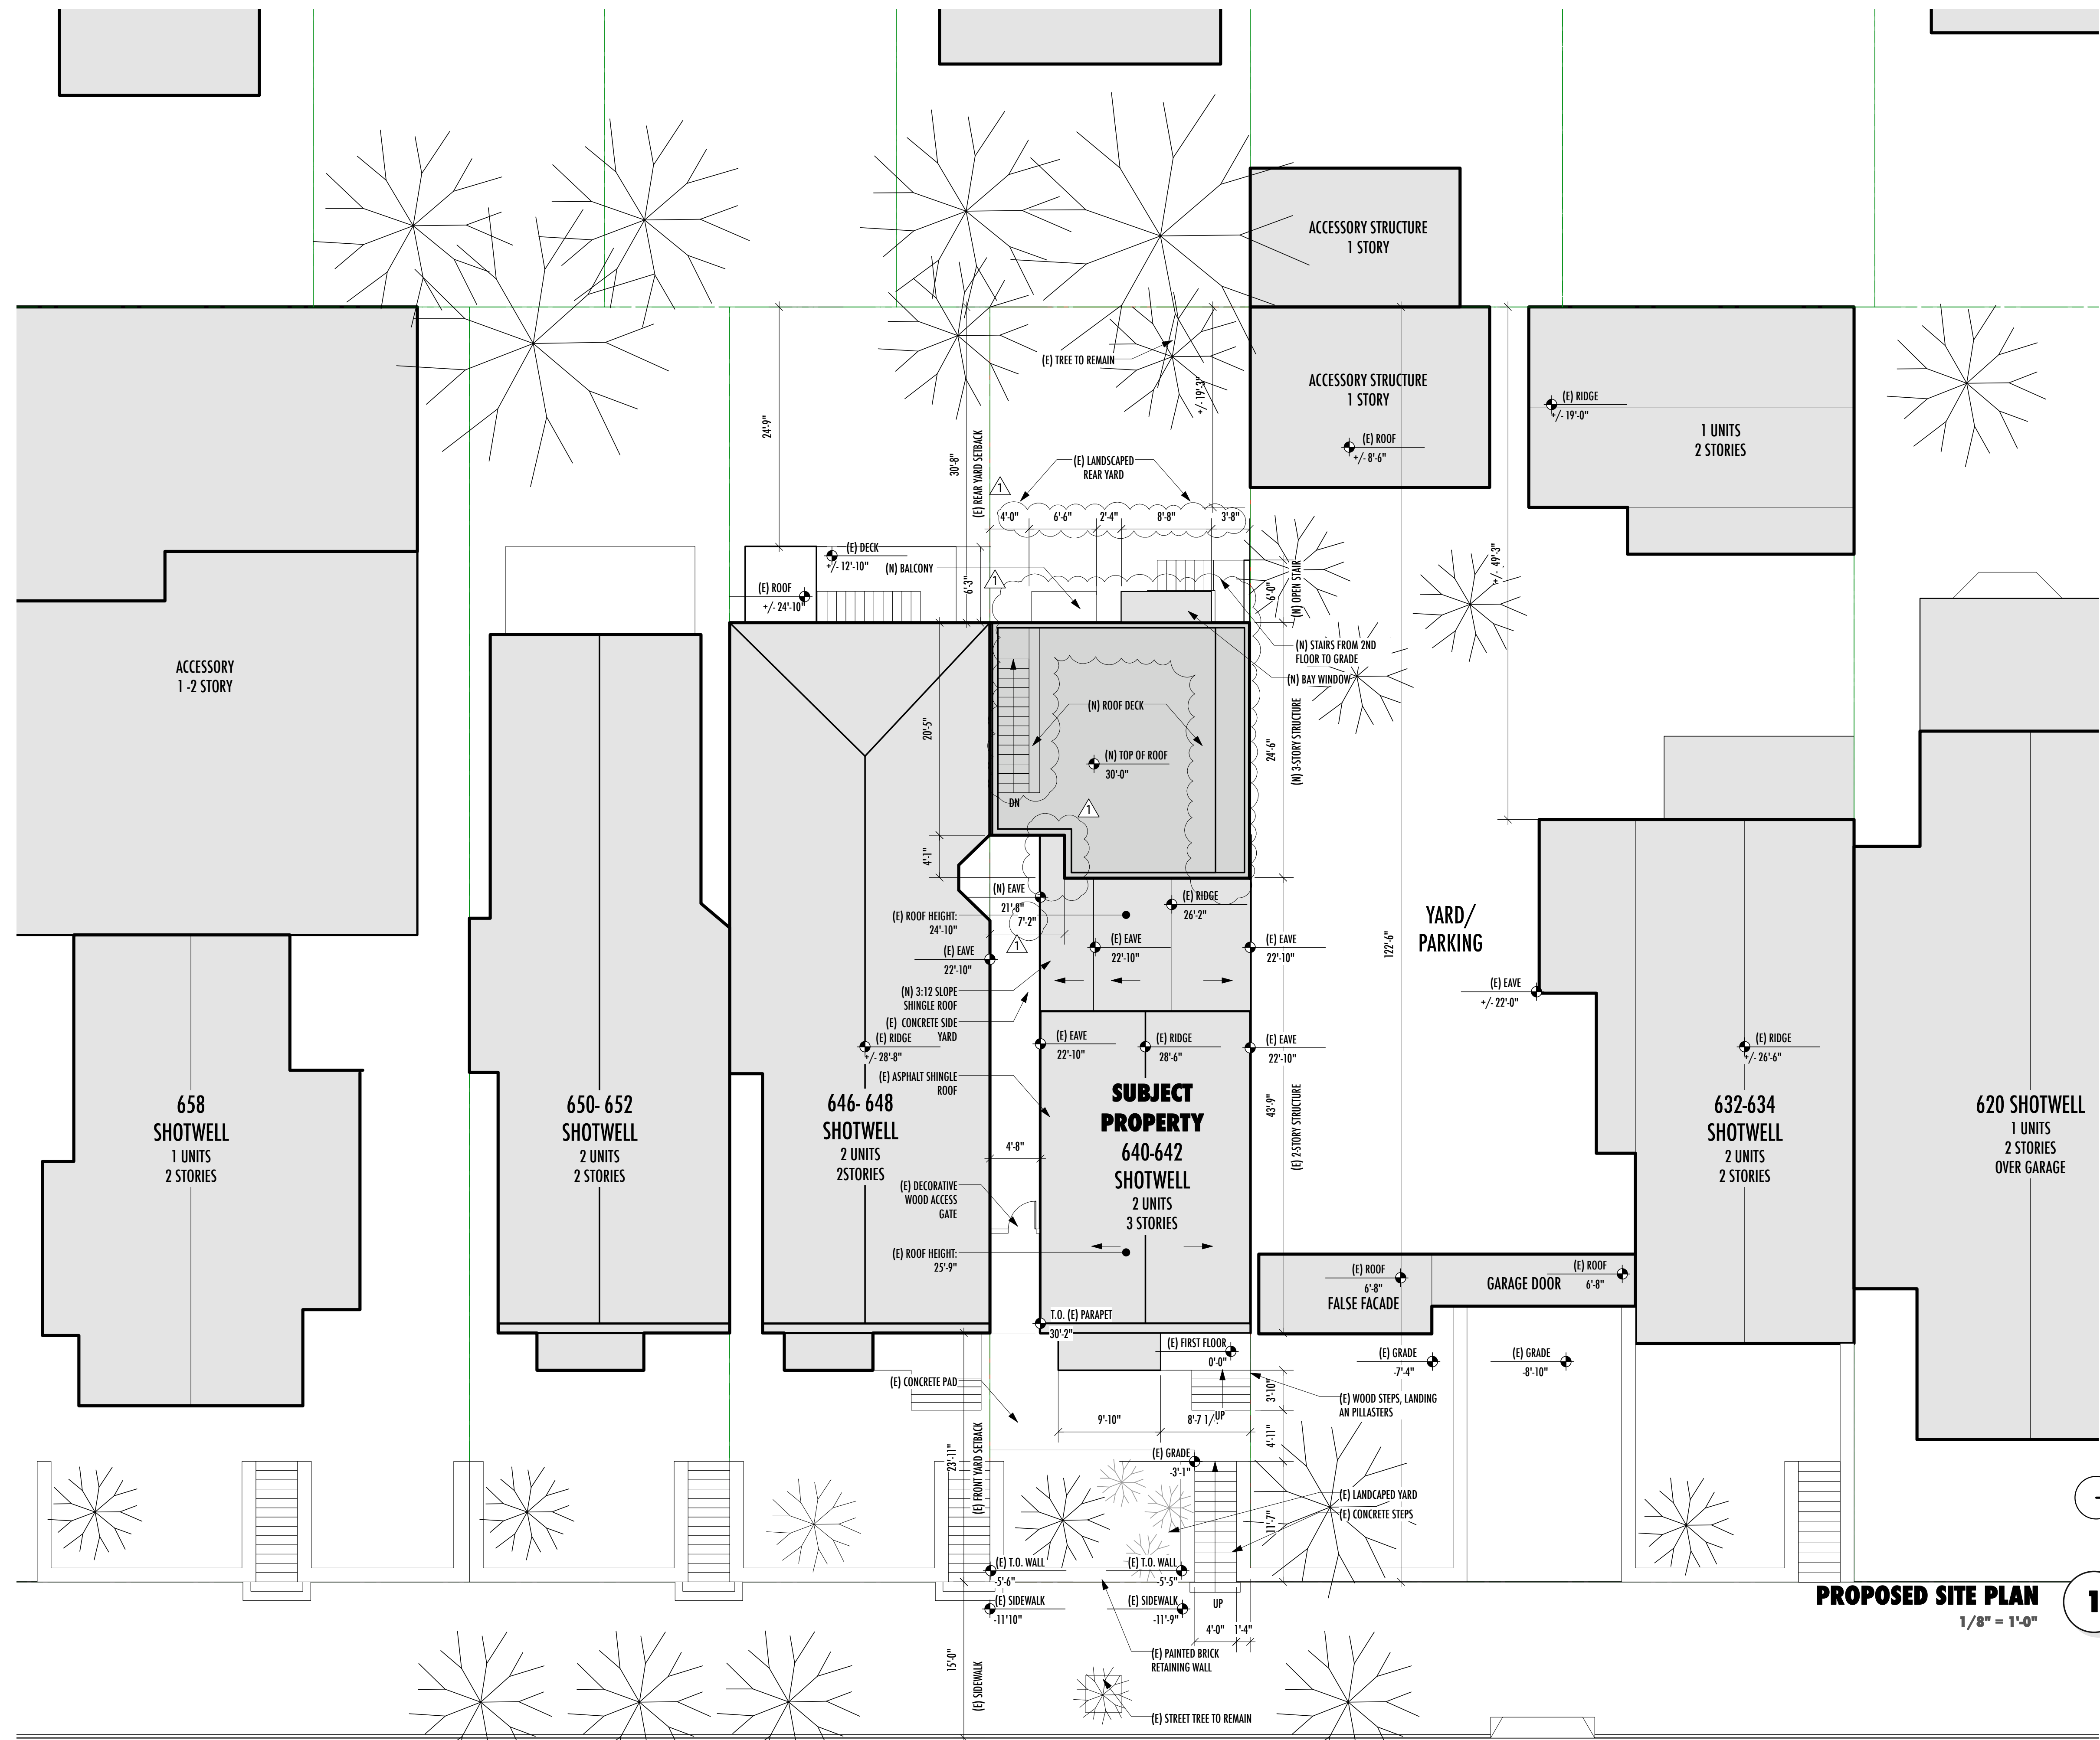 ACCESSORY STRUCTURE
1 STORY
(E) TREE TO REMAIN
ACCESSORY STRUCTURE
1 STORY
(E) ROOF
+/- 8'-6"
(E) RIDGE
+/- 19'-0"
1 UNITS
2 STORIES
24'-9"
30'-8"
(E) REAR YARD SETBACK
+/- 19'-3"
(E) LANDSCAPED
REAR YARD
1
4'-0"
6'-6"
2'-4"
8'-8"
3'-8"
(E) DECK
+/- 12'-10"
(N) BALCONY
(E) ROOF
+/- 24'-10"
6'-3"
1
6'-0"
(N) OPEN STAIR
+/- 49'-3"
(N) STAIRS FROM 2ND
FLOOR TO GRADE
(N) BAY WINDOW
ACCESSORY
1 -2 STORY
20'-5"
(N) ROOF DECK
(N) TOP OF ROOF
30'-0"
DN
1
24'-6"
(N) 3-STORY STRUCTURE
4'-1"
(N) EAVE
21'-8"
7'-2"
1
(E) RIDGE
26'-2"
(E) ROOF HEIGHT:
24'-10"
(E) EAVE
22'-10"
(E) EAVE
22'-10"
(E) EAVE
22'-10"
YARD/
PARKING
122'-6"
(E) EAVE
+/- 22'-0"
(N) 3:12 SLOPE
SHINGLE ROOF
(E) CONCRETE SIDE
YARD
(E) RIDGE
+/- 28'-8"
(E) EAVE
22'-10"
(E) RIDGE
28'-6"
(E) EAVE
22'-10"
(E) RIDGE
+/- 26'-6"
(E) ASPHALT SHINGLE
ROOF
658
SHOTWELL
1 UNITS
2 STORIES
650- 652
SHOTWELL
2 UNITS
2 STORIES
646- 648
SHOTWELL
2 UNITS
2STORIES
4'-8"
SUBJECT
PROPERTY
640-642
SHOTWELL
2 UNITS
3 STORIES
43'-9"
(E) 2-STORY STRUCTURE
632-634
SHOTWELL
2 UNITS
2 STORIES
620 SHOTWELL
1 UNITS
2 STORIES
OVER GARAGE
(E) DECORATIVE
WOOD ACCESS
GATE
(E) ROOF HEIGHT:
25'-9"
(E) ROOF
6'-8"
FALSE FACADE
GARAGE DOOR
(E) ROOF
6'-8"
T.O. (E) PARAPET
30'-2"
(E) FIRST FLOOR
0'-0"
(E) GRADE
-7'-4"
(E) GRADE
-8'-10"
(E) CONCRETE PAD
3'-10"
(E) WOOD STEPS, LANDING
AN PILLASTERS
9'-10"
8'-7 1/
UP
4'-11"
23'-11"
(E) FRONT YARD SETBACK
(E) GRADE
-3'-1"
(E) LANDCAPED YARD
(E) CONCRETE STEPS
11'-7"
(E) T.O. WALL
-5'-6"
(E) T.O. WALL
-5'-5"
(E) SIDEWALK
-11'10"
(E) SIDEWALK
-11'-9"
UP
4'-0"
1'-4"
PROPOSED SITE PLAN
1/8" = 1'-0"
1
15'-0"
(E) SIDEWALK
(E) PAINTED BRICK
RETAINING WALL
(E) STREET TREE TO REMAIN